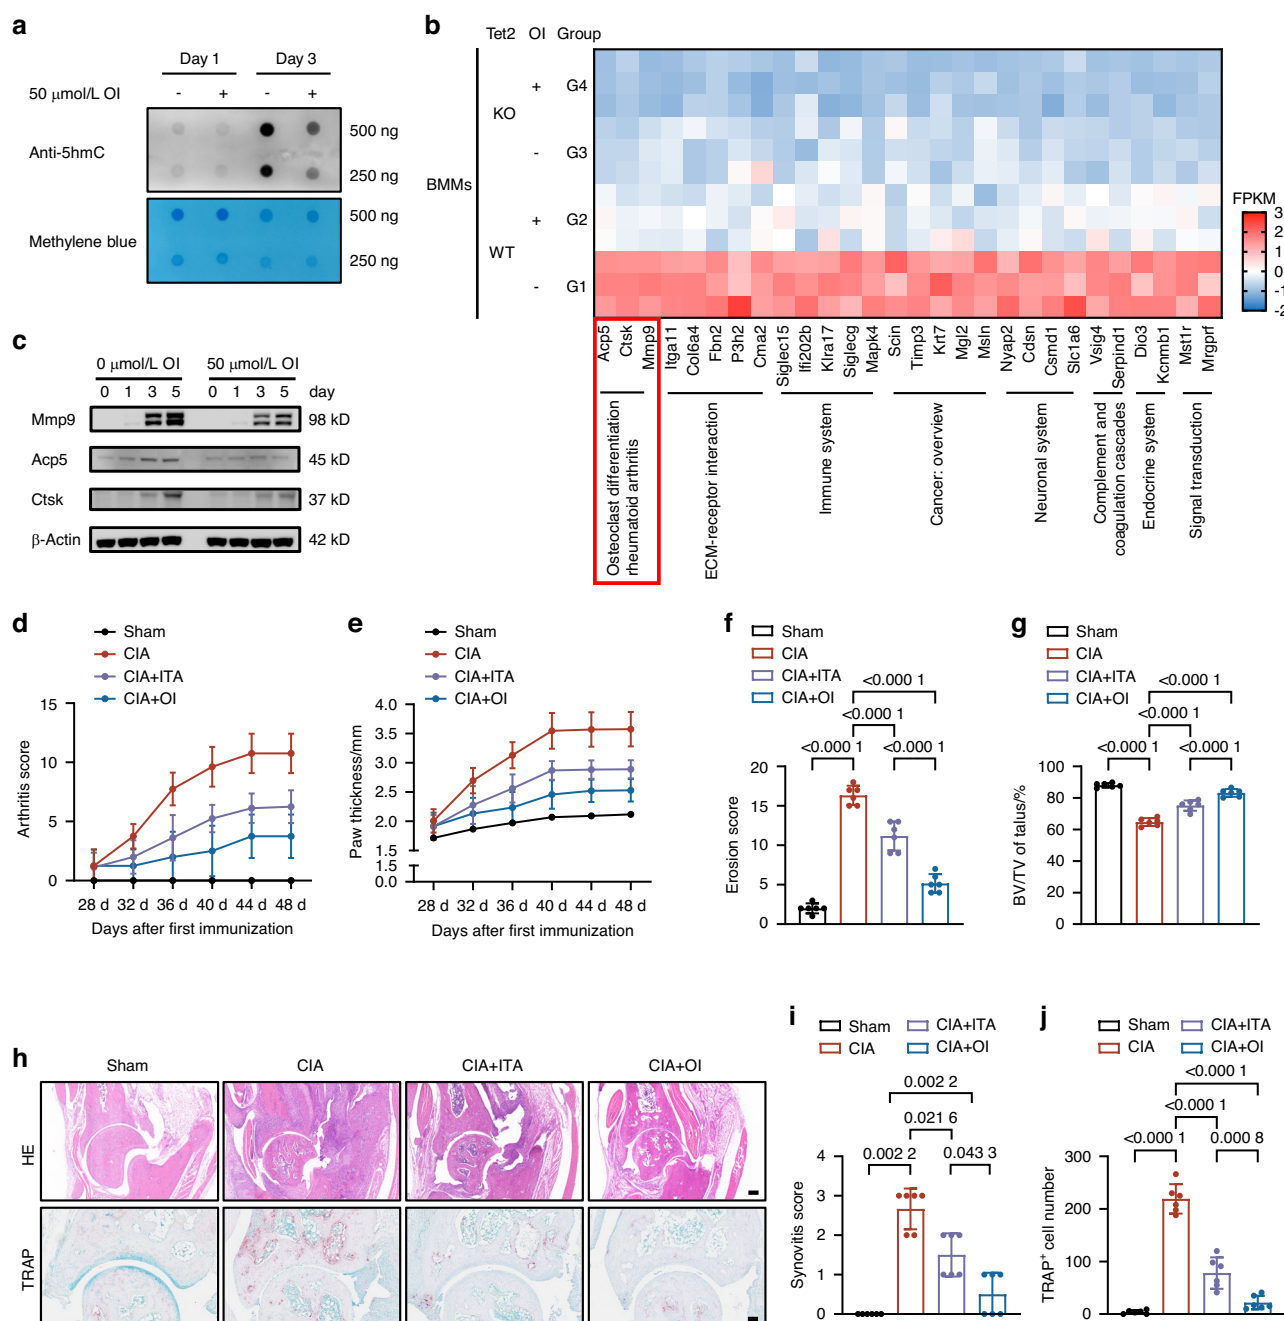 a
Day 1 Day 3
50 μmol/L OI - + - +
Anti-5hmC
500 ng
250 ng
Methylene blue
500 ng
250 ng
b
Tet2 OI Group
BMMs
KO
WT
+ G4
- G3
+ G2
- G1
FPKM
3
2
1
0
-1
-2
Acp5
Ctsk
Mmp9
Itga11
Col6a4
Fbn2
P3h2
Cma2
Siglec15
Ifi202b
Klra17
Siglecg
Mapk4
Scin
Timp3
Krt7
Mgl2
Msln
Nyap2
Cdsn
Csmd1
Slc1a6
Vsig4
Serpind1
Dio3
Kcnmb1
Mst1r
Mrgprf
Osteoclast differentiation
rheumatoid arthritis
ECM-receptor interaction
Immune system
Cancer: overview
Neuronal system
Complement and
coagulation cascades
Endocrine system
Signal transduction
c
0 μmol/L OI 50 μmol/L OI
0 1 3 5 0 1 3 5 day
Mmp9 98 kD
Acp5 45 kD
Ctsk 37 kD
β-Actin 42 kD
d
Sham
CIA
CIA+ITA
CIA+OI
Arthritis score
15
10
5
0
28 d 32 d 36 d 40 d 44 d 48 d
Days after first immunization
e
Sham
CIA
CIA+ITA
CIA+OI
Paw thickness/mm
4.0
3.5
3.0
2.5
2.0
1.5
1.5
0.0
28 d 32 d 36 d 40 d 44 d 48 d
Days after first immunization
f
Sham
CIA
CIA+ITA
CIA+OI
<0.000 1
<0.000 1
<0.000 1 <0.000 1
Erosion score
20
15
10
5
0
g
Sham
CIA
CIA+ITA
CIA+OI
<0.000 1
<0.000 1
<0.000 1 <0.000 1
BV/TV of talus/%
100
80
60
40
20
0
h
Sham CIA CIA+ITA CIA+OI
HE
TRAP
i
Sham CIA+ITA
CIA CIA+OI
0.002 2
0.021 6
0.002 2 0.043 3
Synovitis score
4
3
2
1
0
j
Sham CIA+ITA
CIA CIA+OI
<0.000 1
<0.000 1
<0.000 1 0.000 8
TRAP+ cell number
300
200
100
0